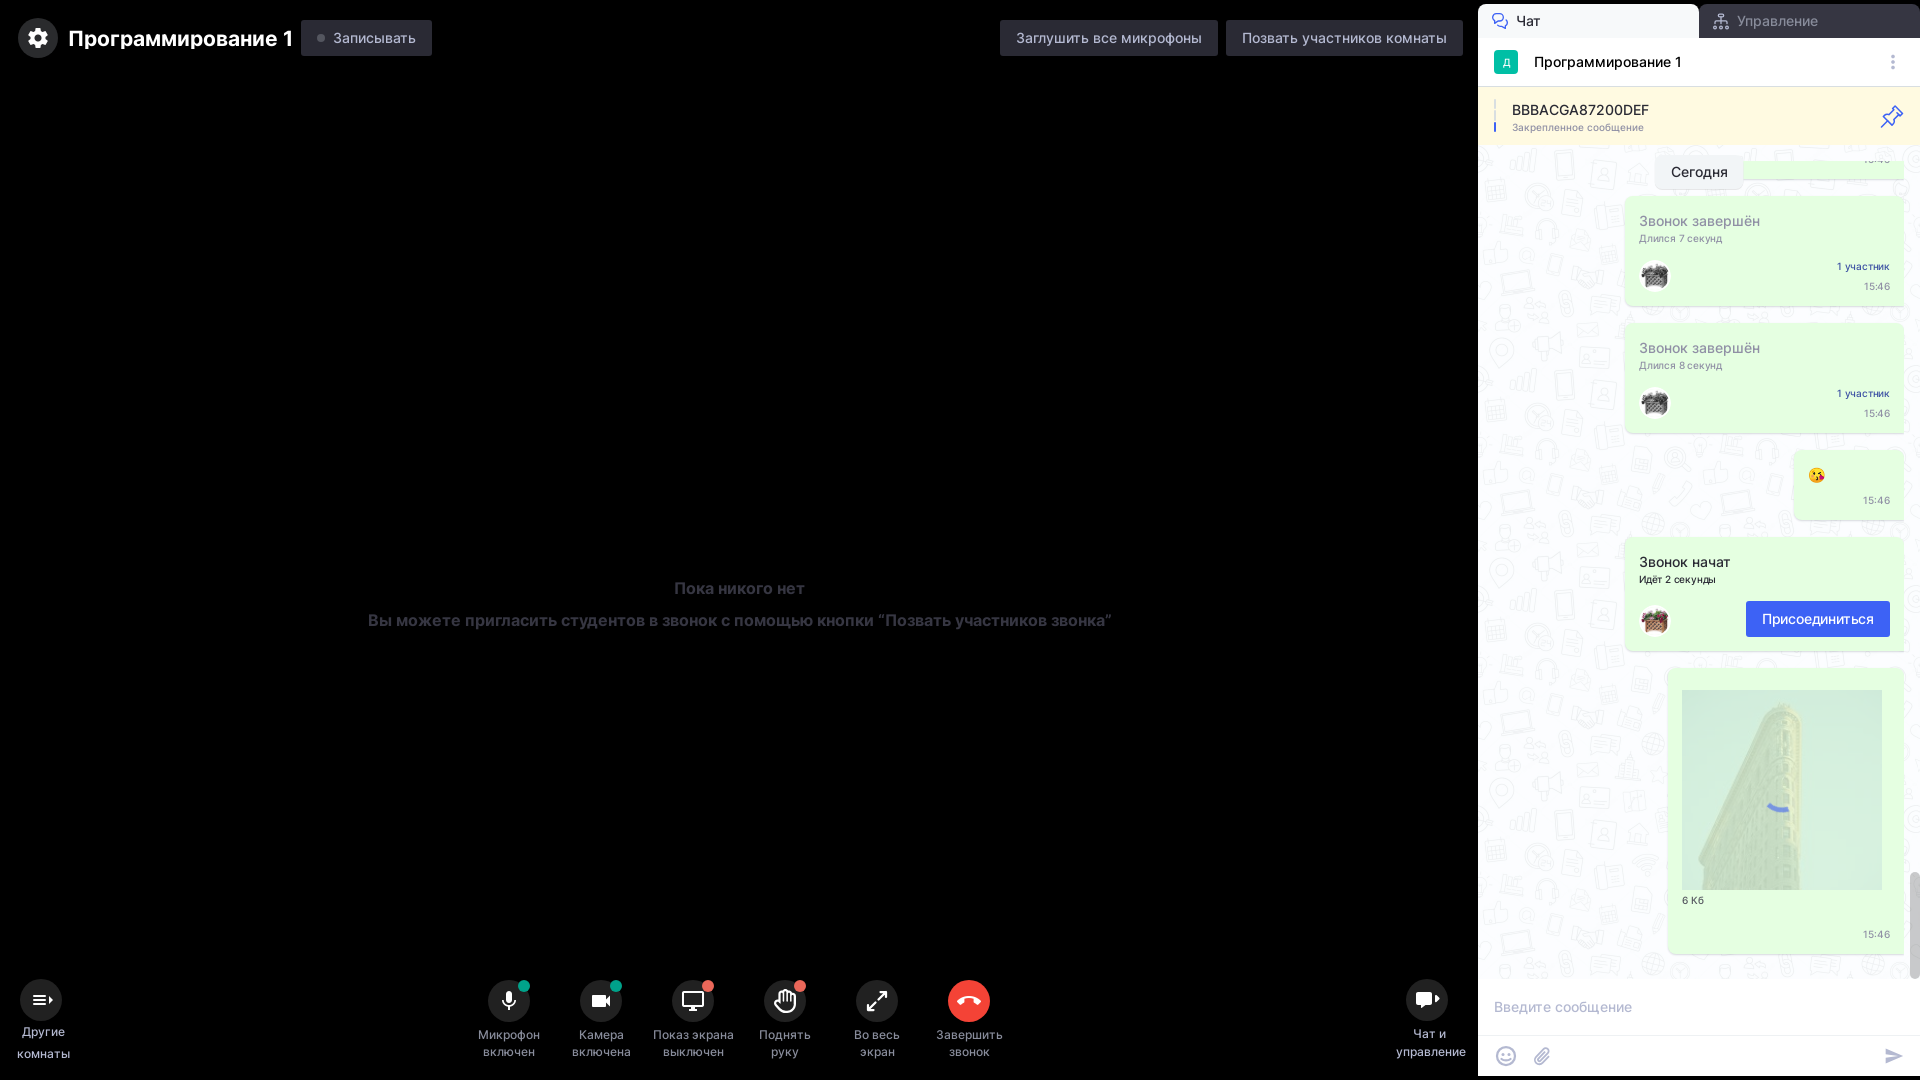 Программирование 1
Записывать
Заглушить все микрофоны
Позвать участников комнаты
Чат
Управление
Д
Программирование 1
BBBACGA87200DEF
Закрепленное сообщение
Сегодня
Звонок завершён
Длился 7 секунд
1 участник
15:46
Звонок завершён
Длился 8 секунд
1 участник
15:46
15:46
Звонок начат
Идёт 2 секунды
Присоединиться
6 Кб
15:46
Пока никого нет
Вы можете пригласить студентов в звонок с помощью кнопки “Позвать участников звонка”
Другие
комнаты
Микрофон
включен
Камера
включена
Показ экрана
выключен
Поднять
руку
Во весь
экран
Завершить
звонок
Чат и
управление
Введите сообщение